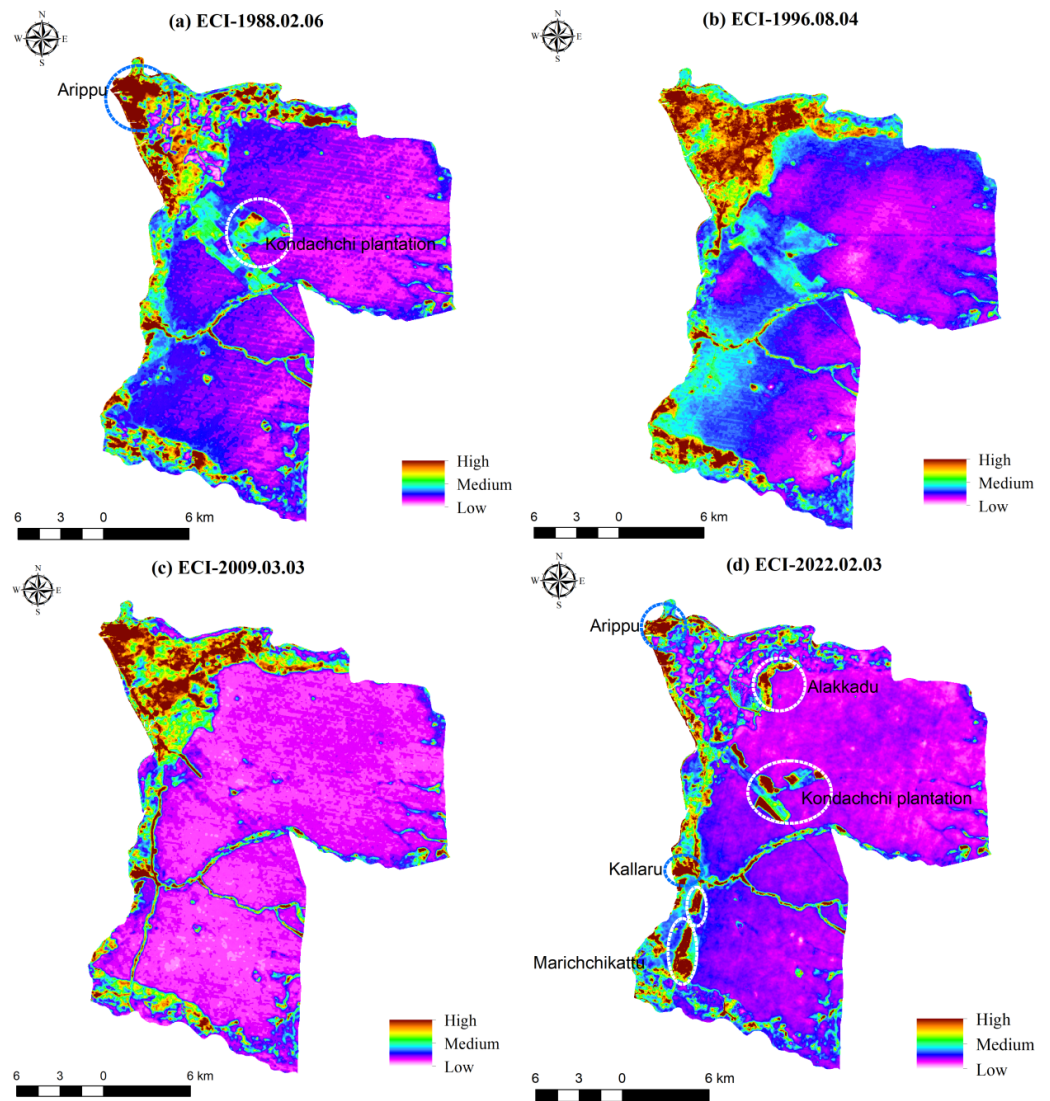 (a) ECI-1988.02.06
N
W E
S
Arippu
Kondachchi plantation
High
Medium
Low
6 3 0 6 km
(b) ECI-1996.08.04
N
W E
S
High
Medium
Low
6 3 0 6 km
(c) ECI-2009.03.03
N
W E
S
High
Medium
Low
6 3 0 6 km
(d) ECI-2022.02.03
N
W E
S
Arippu
Alakkadu
Kondachchi plantation
Kallaru
Marichchikattu
High
Medium
Low
6 3 0 6 km